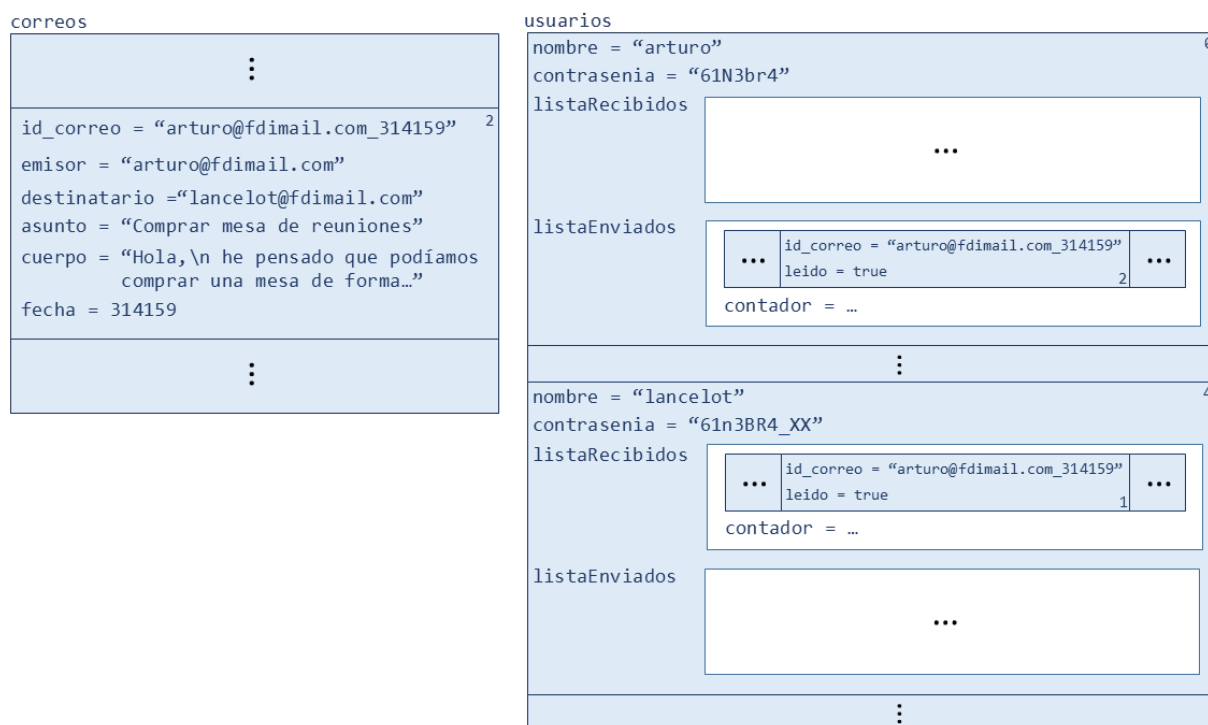 correos
⋮
id_correo = “arturo@fdimail.com_314159” 2
emisor = “arturo@fdimail.com”
destinatario =“lancelot@fdimail.com”
asunto = “Comprar mesa de reuniones”
cuerpo = “Hola,\n he pensado que podíamos
comprar una mesa de forma…”
fecha = 314159
⋮
usuarios
nombre = “arturo”
contrasenia = “61N3br4”
listaRecibidos
…
listaEnviados
… id_correo = “arturo@fdimail.com_314159” …
leido = true 2
contador = …
⋮
nombre = “lancelot”
contrasenia = “61n3BR4_XX”
listaRecibidos
… id_correo = “arturo@fdimail.com_314159” …
leido = true 1
contador = …
listaEnviados
…
⋮